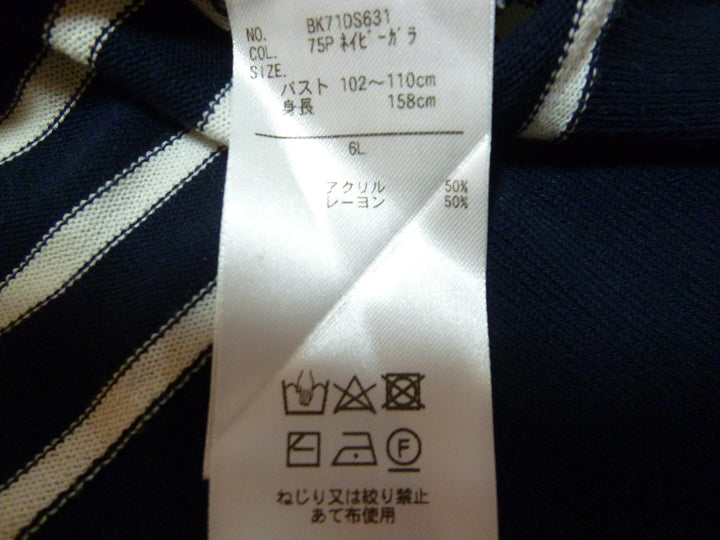 NO. BK71DS631
COL. 75P ネイビーガラ
SIZE.
バスト 102～110cm
身長 158cm
6L
アクリル 50%
レーヨン 50%
F
ねじり又は絞り禁止
あて布使用